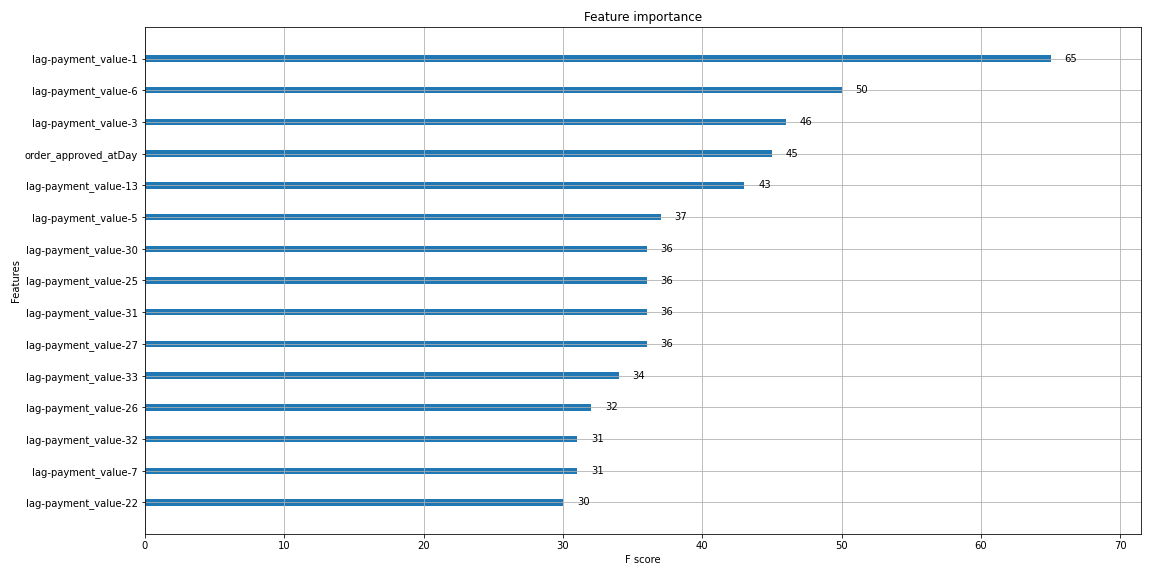 Feature importance
lag-payment_value-1 65
lag-payment_value-6 50
lag-payment_value-3 46
order_approved_atDay 45
lag-payment_value-13 43
lag-payment_value-5 37
lag-payment_value-30 36
lag-payment_value-25 36
lag-payment_value-31 36
lag-payment_value-27 36
lag-payment_value-33 34
lag-payment_value-26 32
lag-payment_value-32 31
lag-payment_value-7 31
lag-payment_value-22 30
Features
0 10 20 30 40 50 60 70
F score